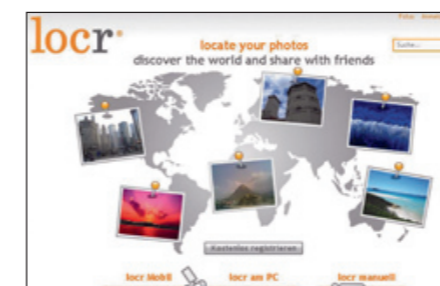 locr
Fotos
Suche...
locate your photos
discover the world and share with friends
Kostenlos registrieren
locr Mobil
locr am PC
locr manuell